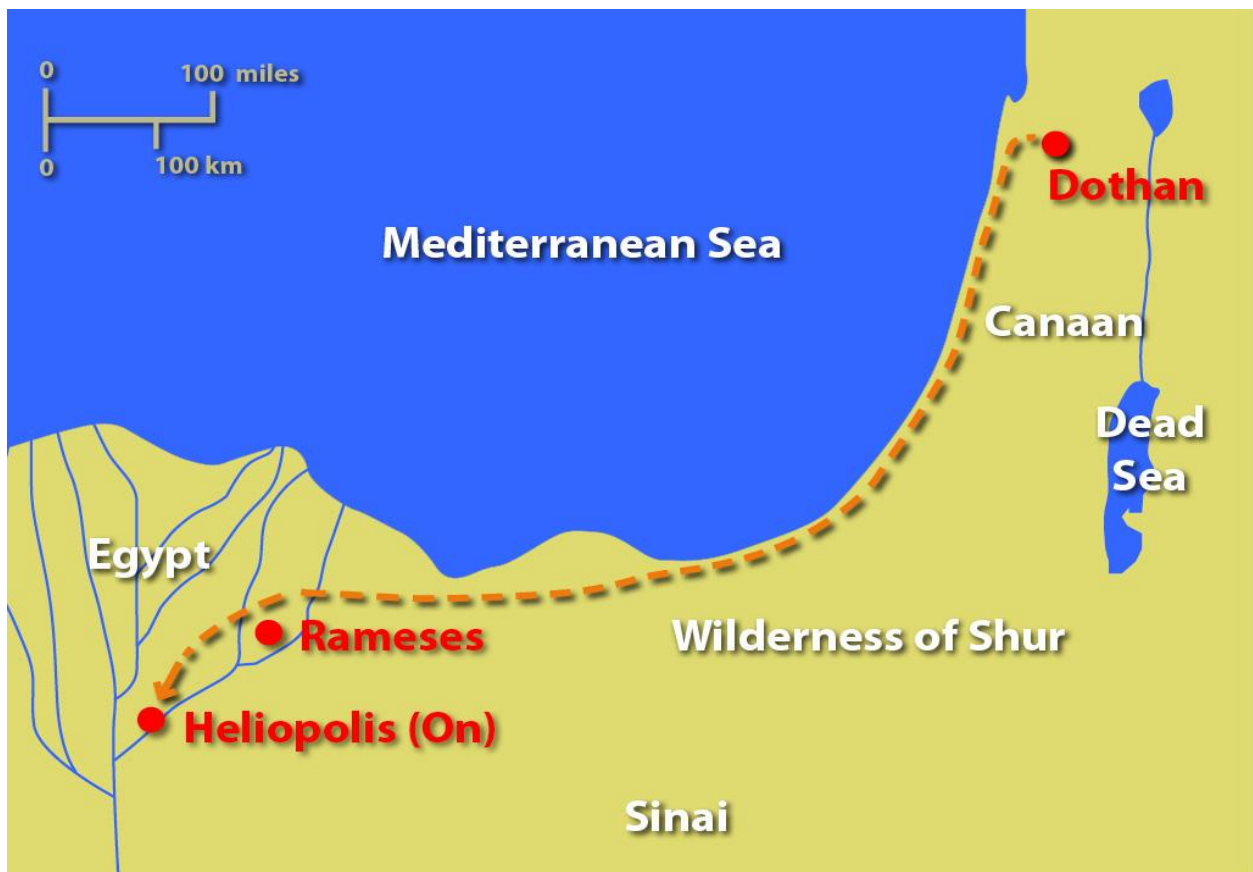 0
100 miles
0
100 km
Dothan
Mediterranean Sea
Canaan
Dead
Sea
Egypt
Rameses
Wilderness of Shur
Heliopolis (On)
Sinai